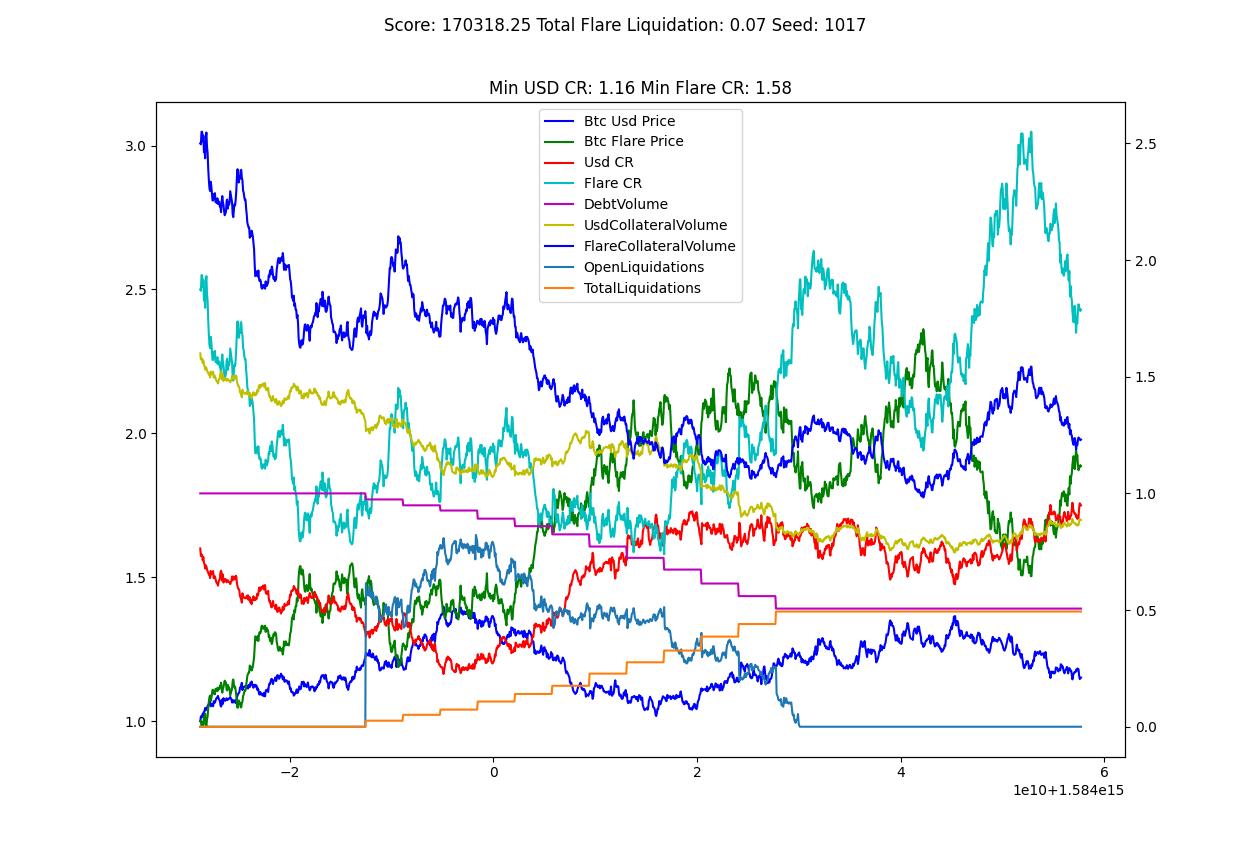 Score: 170318.25 Total Flare Liquidation: 0.07 Seed: 1017
Min USD CR: 1.16 Min Flare CR: 1.58
Btc Usd Price
Btc Flare Price
Usd CR
Flare CR
DebtVolume
UsdCollateralVolume
FlareCollateralVolume
OpenLiquidations
TotalLiquidations
3.0
2.5
2.0
1.5
1.0
2.5
2.0
1.5
1.0
0.5
0.0
−2
0
2
4
6
1e10+1.584e15